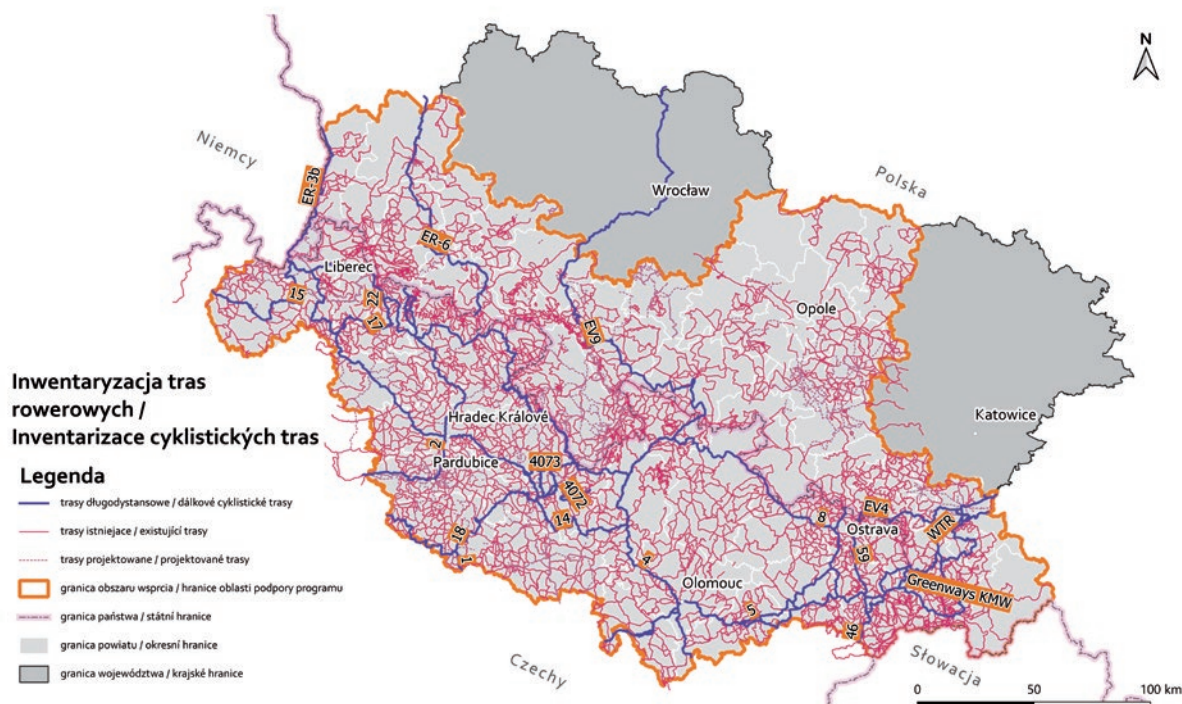 N
Niemcy
Polska
ER-3b
Wrocław
ER-6
Liberec
15
22
17
EV9
Opole
Inwentaryzacja tras
rowerowych /
Inventarizace cyklistických tras
Katowice
Hradec Králové
2
Pardubice
4073
4072
14
18
1
EV4
8
Ostrava
WTR
59
4
Olomouc
Greenways KMW
5
46
Czechy
Słowacja
Legenda
trasy długodystansowe / dálkové cyklistické trasy
trasy istniejące / existující trasy
trasy projektowane / projektované trasy
granica obszaru wsprcia / hranice oblasti podpory programu
granica państwa / státní hranice
granica powiatu / okresní hranice
granica województwa / krajské hranice
0 50 100 km